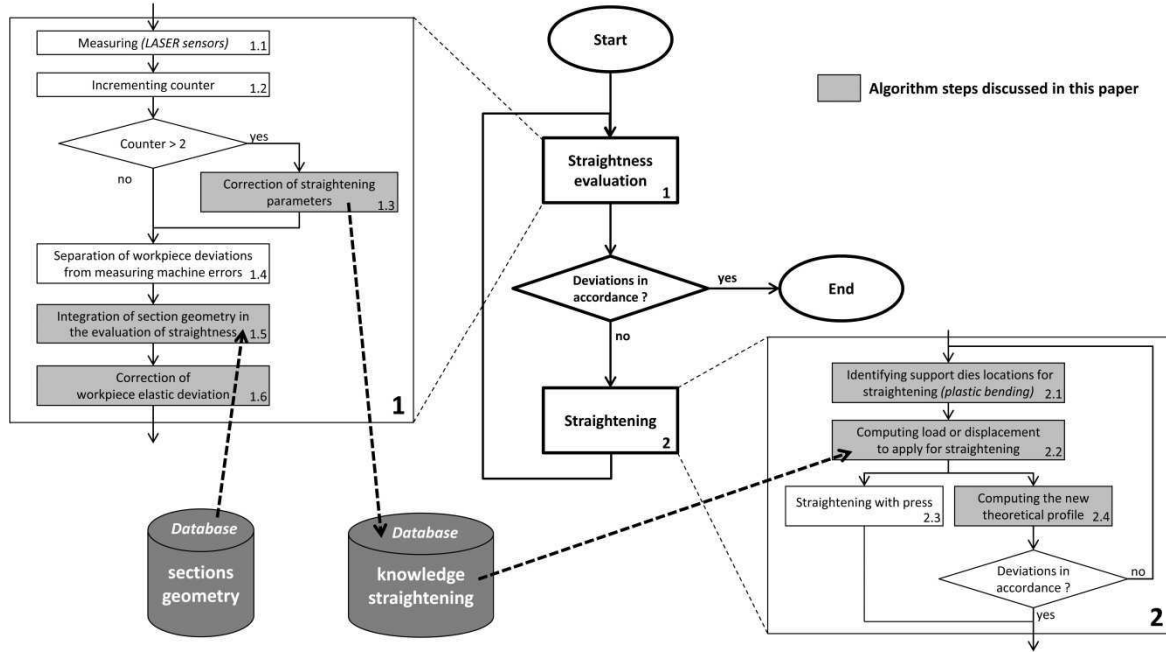 Measuring (LASER sensors)
1.1
Incrementing counter
1.2
Counter > 2
yes
no
Correction of straightening
parameters
1.3
Separation of workpiece deviations
from measuring machine errors
1.4
Integration of section geometry in
the evaluation of straightness
1.5
Correction of
workpiece elastic deviation
1.6
1
Database
sections
geometry
Database
knowledge
straightening
Start
Straightness
evaluation
1
Deviations in
accordance ?
yes
no
End
Straightening
2
Algorithm steps discussed in this paper
Identifying support dies locations for
straightening (plastic bending)
2.1
Computing load or displacement
to apply for straightening
2.2
Straightening with press
2.3
Computing the new
theoretical profile
2.4
Deviations in
accordance ?
no
yes
2